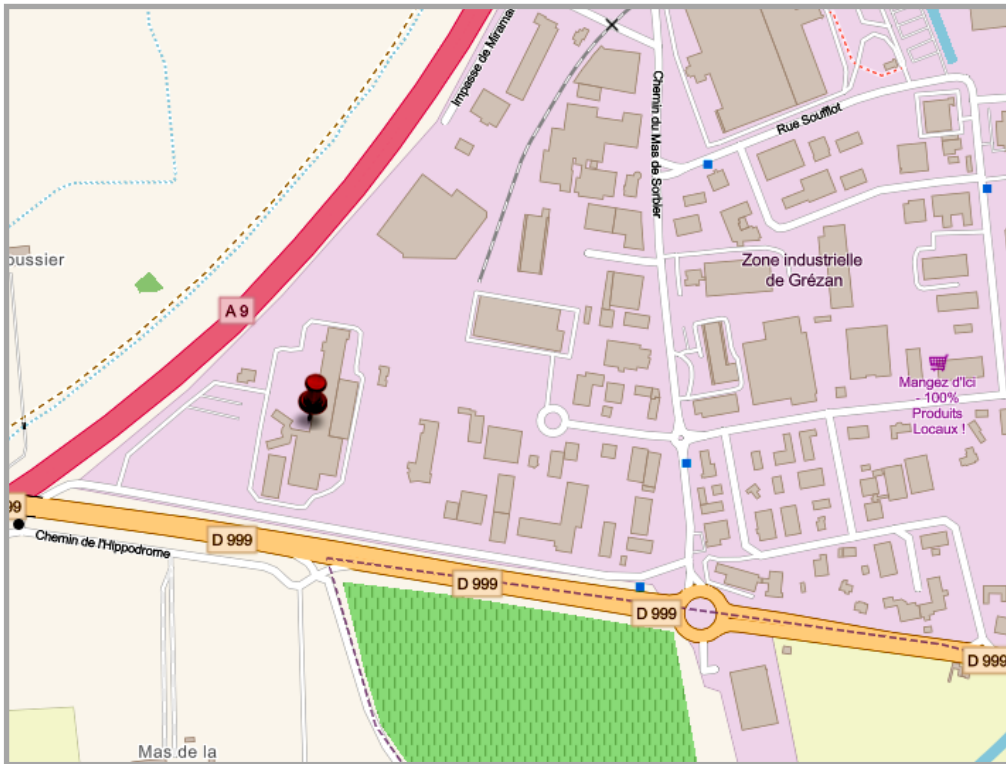 Impasse de Miramar
Chemin du Mas de Sorbier
Rue Soufflot
oussier
Zone industrielle
de Grézan
A 9
Mangez d'Ici
- 100%
Produits
Locaux !
99
D 999
Chemin de l'Hippodrome
D 999
D 999
D 999
Mas de la